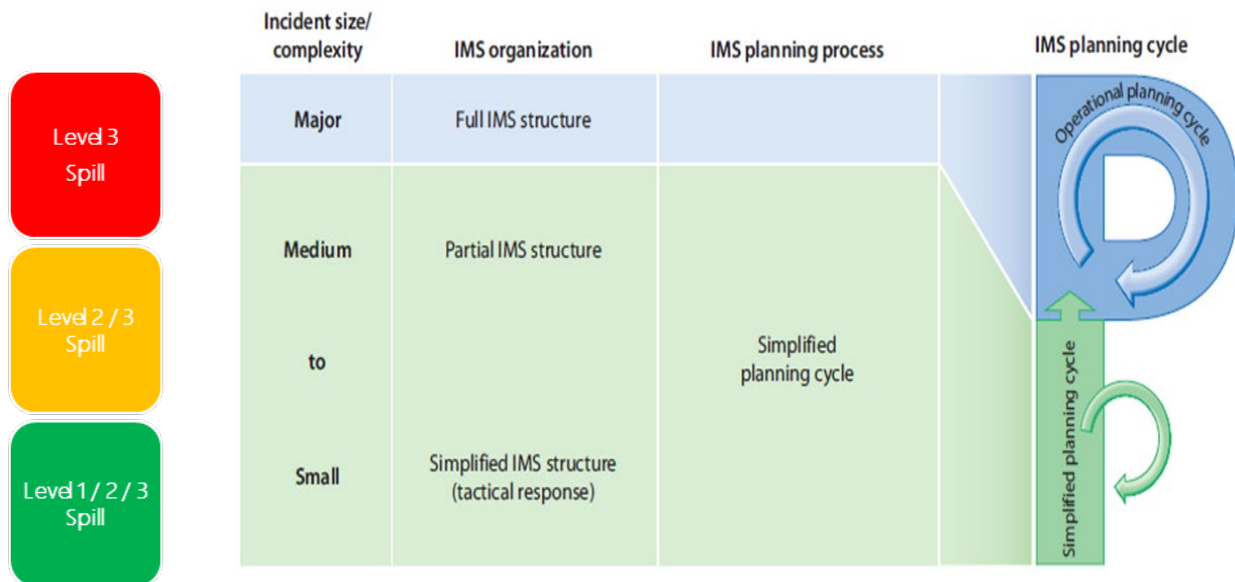 Incident size/
complexity
IMS organization
IMS planning process
IMS planning cycle
Level 3
Spill
Major
Full IMS structure
Operational planning cycle
Level 2 / 3
Spill
Medium
Partial IMS structure
to
Simplified
planning cycle
Level 1 / 2 / 3
Spill
Small
Simplified IMS structure
(tactical response)
Simplified planning cycle